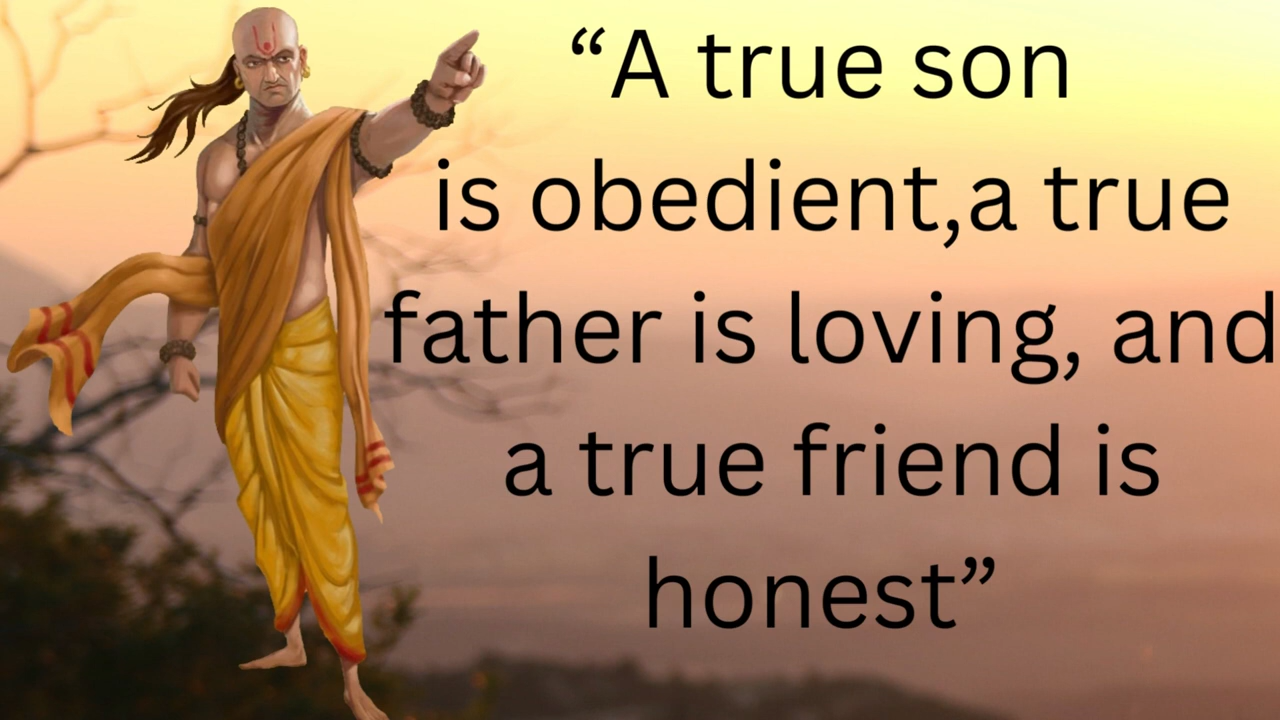 “A true son
is obedient,a true
father is loving, and
a true friend is
honest”